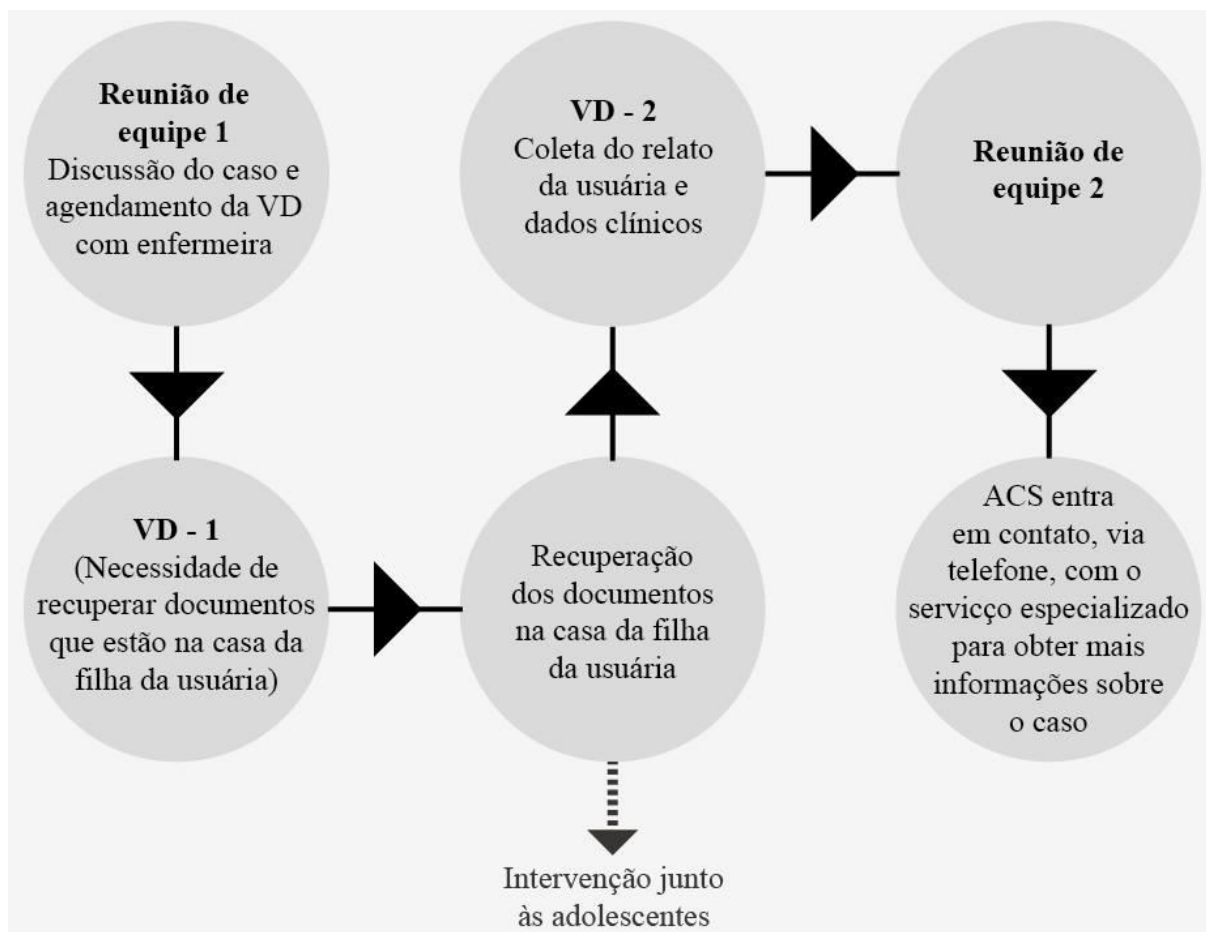 Reunião de
equipe 1
Discussão do caso e
agendamento da VD
com enfermeira
VD - 1
(Necessidade de
recuperar documentos
que estão na casa da
filha da usuária)
Recuperação
dos documentos
na casa da filha
da usuária
Intervenção junto
às adolescentes
VD - 2
Coleta do relato
da usuária e
dados clínicos
Reunião de
equipe 2
ACS entra
em contato, via
telefone, com o
servicço especializado
para obter mais
informações sobre
o caso